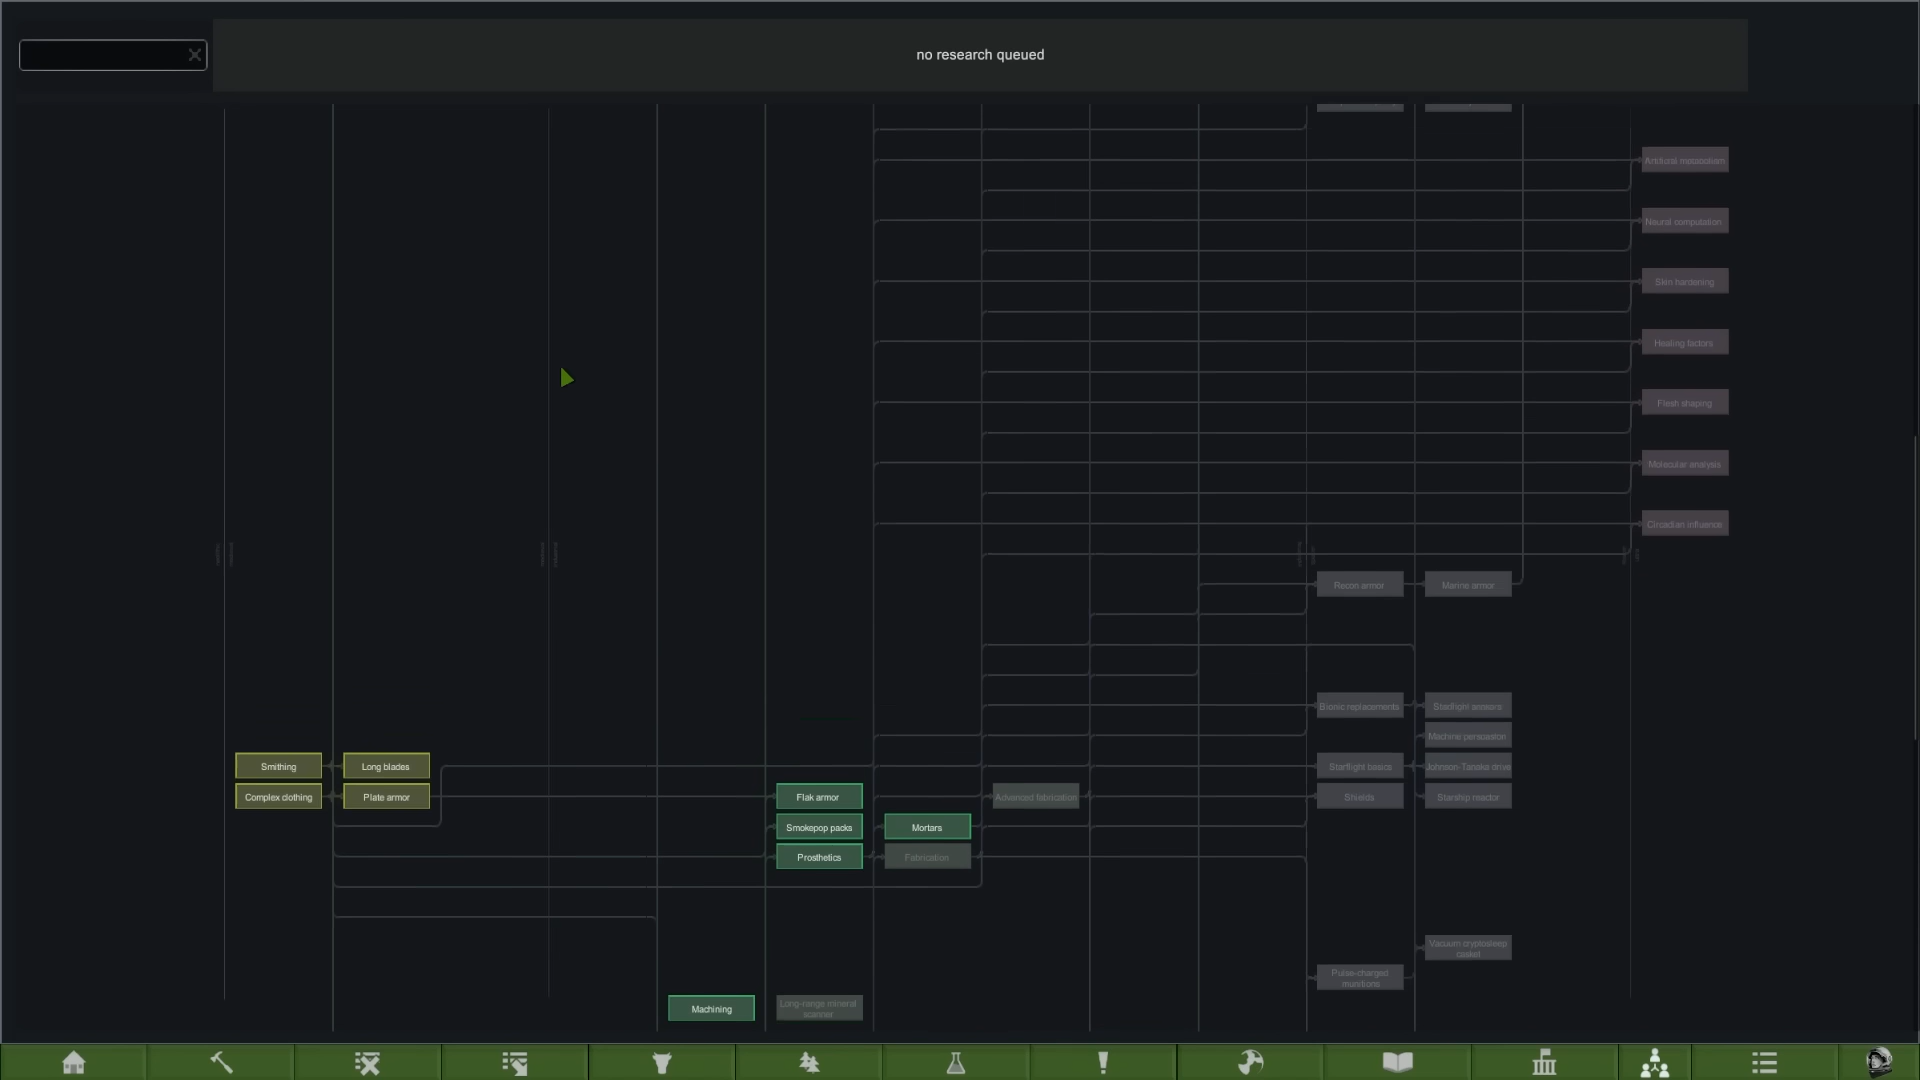 no research queued
Artificial metabolism
Neural computation
Skin hardening
Healing factors
Flesh shaping
Molecular analysis
Circadian influence
Recon armor
Marine armor
Bionic replacements
Starflight sensors
Machine persuasion
Smithing
Long blades
Starflight basics
Johnson-Tanaka drive
Complex clothing
Plate armor
Flak armor
Advanced fabrication
Shields
Starship reactor
Smokepop packs
Mortars
Prosthetics
Fabrication
Vacuum cryptosleep
casket
Pulse-charged
munitions
Machining
Long-range mineral
scanner